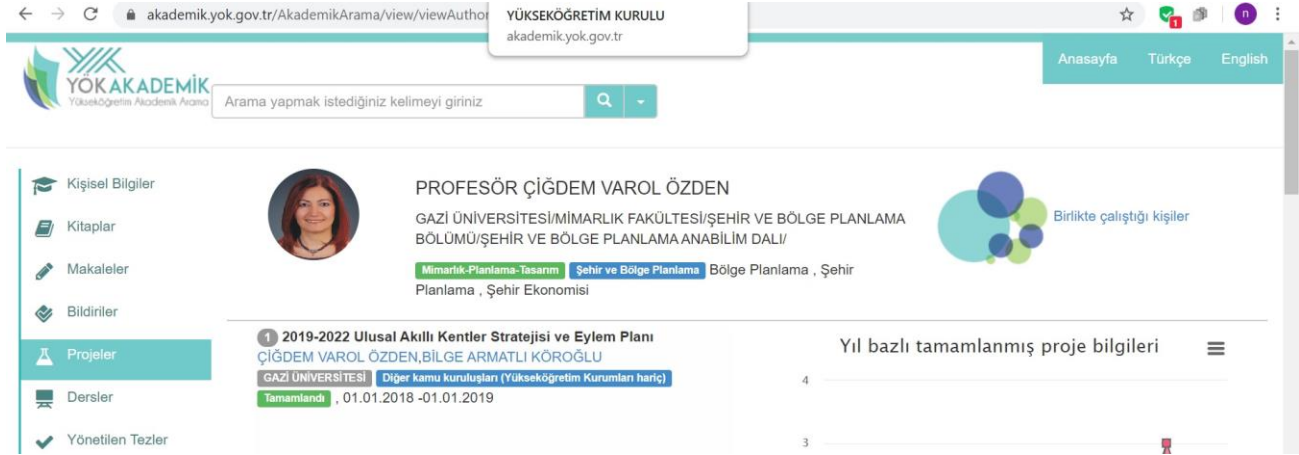 akademik.yok.gov.tr/AkademikArama/view/viewAuthor
YÜKSEKÖĞRETİM KURULU
akademik.yok.gov.tr
1
n
YÖKAKADEMİK
Yükseköğretim Akademik Arama
Arama yapmak istediğiniz kelimeyi giriniz
Anasayfa Türkçe English
Kişisel Bilgiler
Kitaplar
Makaleler
Bildiriler
Projeler
Dersler
Yönetilen Tezler
PROFESÖR ÇİĞDEM VAROL ÖZDEN
GAZİ ÜNİVERSİTESİ/MİMARLIK FAKÜLTESİ/ŞEHİR VE BÖLGE PLANLAMA
BÖLÜMÜ/ŞEHİR VE BÖLGE PLANLAMA ANABİLİM DALI/
Mimarlık-Planlama-Tasarım Şehir ve Bölge Planlama Bölge Planlama , Şehir
Planlama , Şehir Ekonomisi
Birlikte çalıştığı kişiler
1 2019-2022 Ulusal Akıllı Kentler Stratejisi ve Eylem Planı
ÇİĞDEM VAROL ÖZDEN,BİLGE ARMATLI KÖROĞLU
GAZİ ÜNİVERSİTESİ Diğer kamu kuruluşları (Yükseköğretim Kurumları hariç)
Tamamlandı , 01.01.2018 -01.01.2019
Yıl bazlı tamamlanmış proje bilgileri
4
3